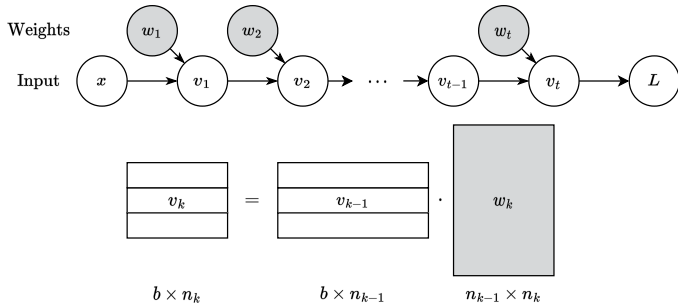 Weights w₁ w₂ wₜ
Input x v₁ v₂ ⋯ vₜ₋₁ vₜ L
vₖ = vₖ₋₁ · wₖ
b × nₖ b × nₖ₋₁ nₖ₋₁ × nₖ